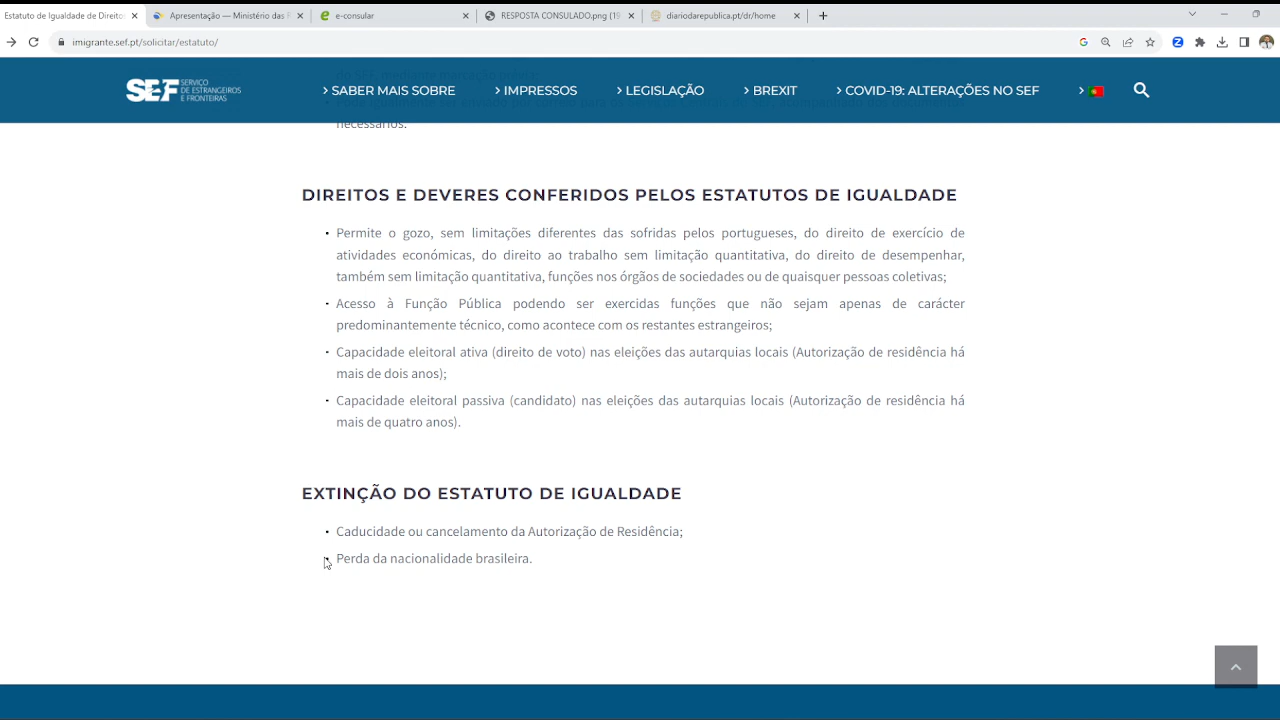 Estatuto de Igualdade de Direitos
Apresentação — Ministério das
e-consular
RESPOSTA CONSULADO.png (19
diariodarepublica.pt/dr/home
imigrante.sef.pt/solicitar/estatuto/
SEF SERVIÇO
DE ESTRANGEIROS
E FRONTEIRAS
SABER MAIS SOBRE
IMPRESSOS
LEGISLAÇÃO
BREXIT
COVID-19: ALTERAÇÕES NO SEF
necessários.
DIREITOS E DEVERES CONFERIDOS PELOS ESTATUTOS DE IGUALDADE
Permite o gozo, sem limitações diferentes das sofridas pelos portugueses, do direito de exercício de
atividades económicas, do direito ao trabalho sem limitação quantitativa, do direito de desempenhar,
também sem limitação quantitativa, funções nos órgãos de sociedades ou de quaisquer pessoas coletivas;
Acesso à Função Pública podendo ser exercidas funções que não sejam apenas de carácter
predominantemente técnico, como acontece com os restantes estrangeiros;
Capacidade eleitoral ativa (direito de voto) nas eleições das autarquias locais (Autorização de residência há
mais de dois anos);
Capacidade eleitoral passiva (candidato) nas eleições das autarquias locais (Autorização de residência há
mais de quatro anos).
EXTINÇÃO DO ESTATUTO DE IGUALDADE
Caducidade ou cancelamento da Autorização de Residência;
Perda da nacionalidade brasileira.